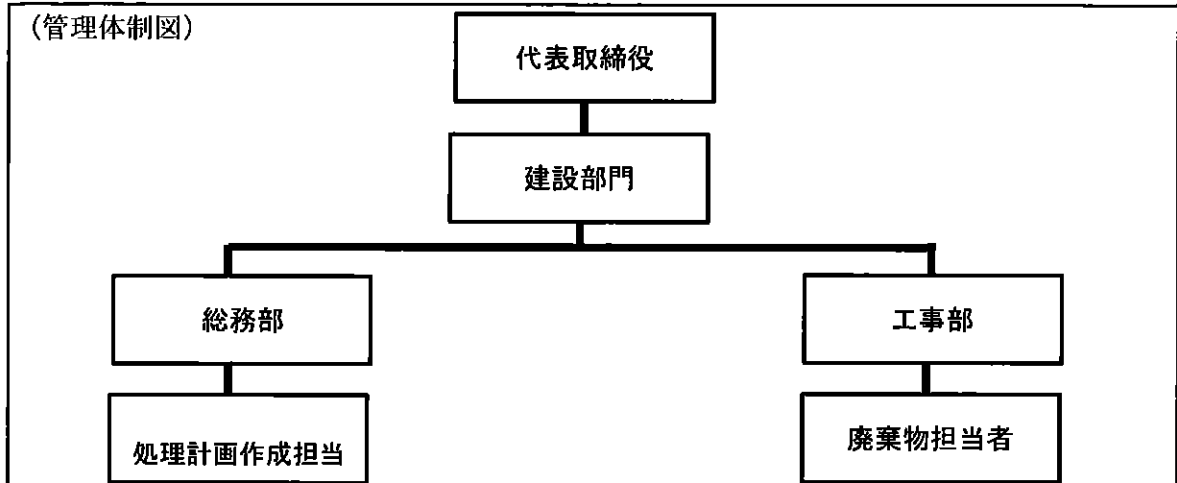 (管理体制図)
代表取締役
建設部門
総務部
工事部
処理計画作成担当
廃棄物担当者